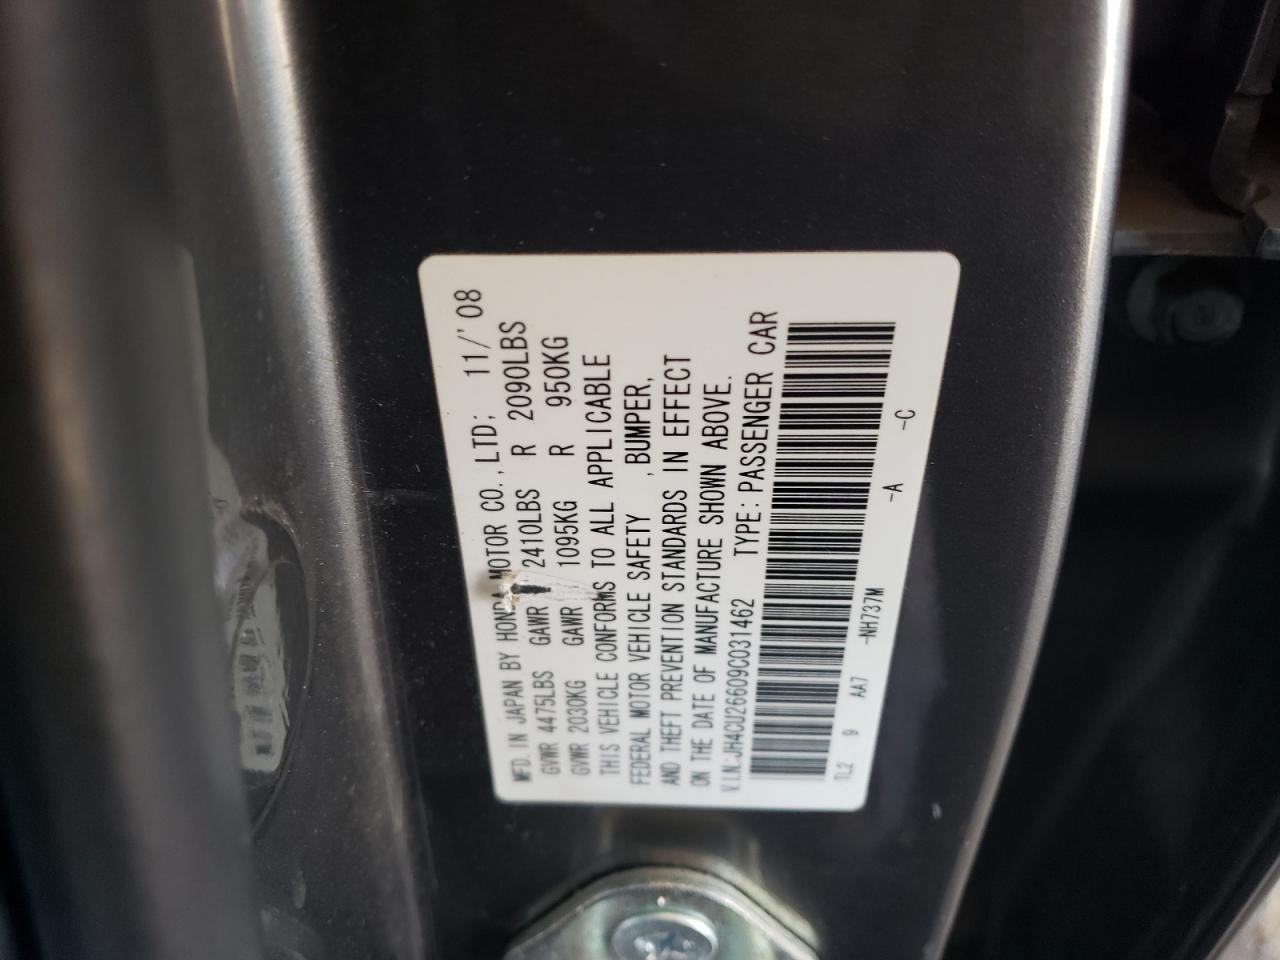 MFD. IN JAPAN BY HONDA MOTOR CO., LTD; 11/'08
GVWR 4475LBS GAWR 2410LBS R 2090LBS
GVWR 2030KG GAWR 1095KG R 950KG
THIS VEHICLE CONFORMS TO ALL APPLICABLE
FEDERAL MOTOR VEHICLE SAFETY , BUMPER,
AND THEFT PREVENTION STANDARDS IN EFFECT
ON THE DATE OF MANUFACTURE SHOWN ABOVE.
V.I.N:JH4CU26609C031462 TYPE: PASSENGER CAR
TL2 9 AA7 -NH737M -A -C